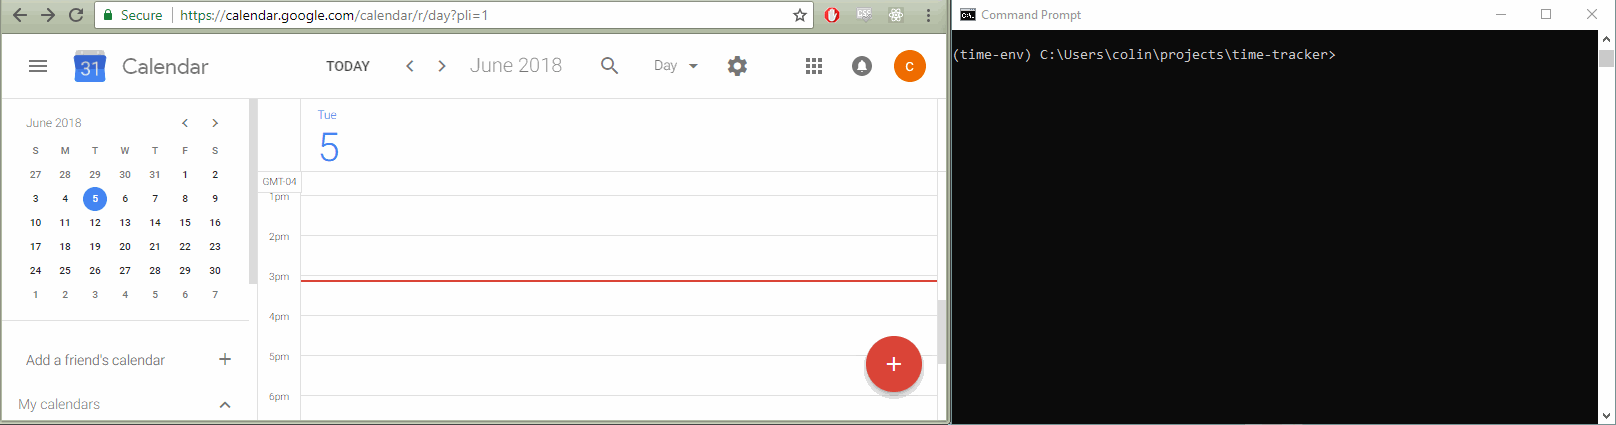 Secure https://calendar.google.com/calendar/r/day?pli=1
31 Calendar TODAY June 2018 Day C
June 2018
S M T W T F S
27 28 29 30 31 1 2
3 4 5 6 7 8 9
10 11 12 13 14 15 16
17 18 19 20 21 22 23
24 25 26 27 28 29 30
1 2 3 4 5 6 7
Add a friend's calendar
My calendars
Tue
5
GMT-04
1pm
2pm
3pm
4pm
5pm
6pm
Command Prompt
(time-env) C:\Users\colin\projects\time-tracker>